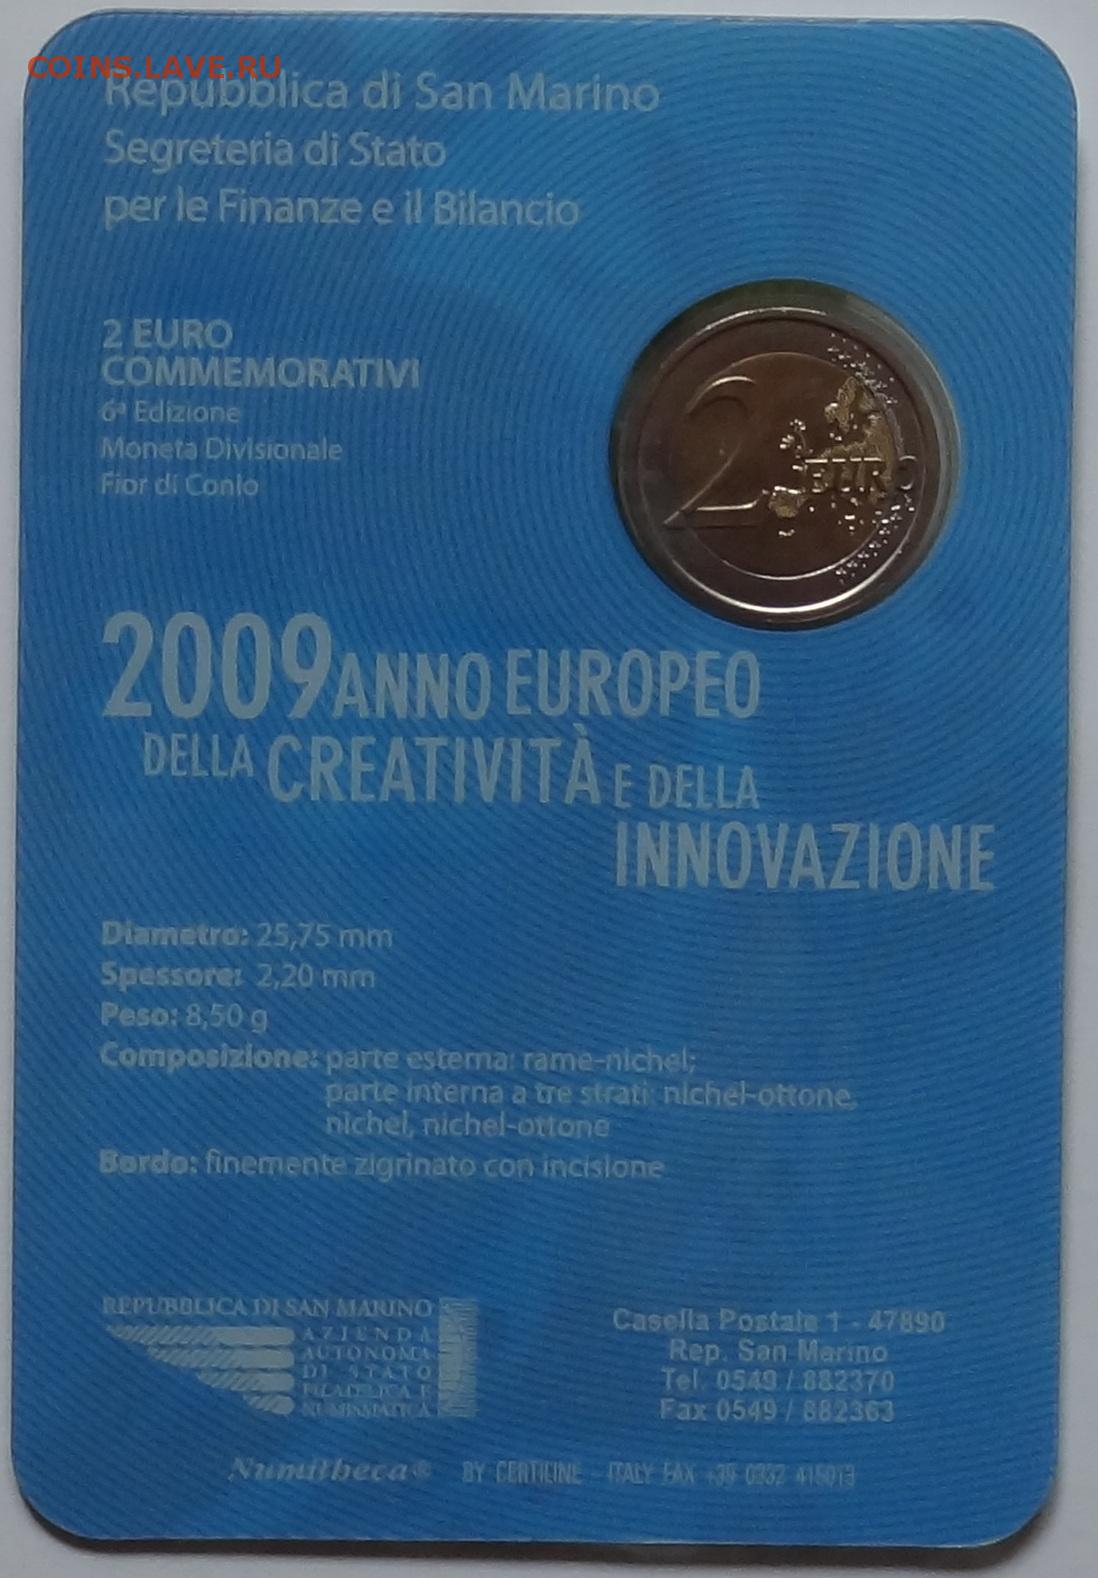 COINS.LAVE.RU
Repubblica di San Marino
Segreteria di Stato
per le Finanze e il Bilancio
2 EURO
COMMEMORATIVI
6ª Edizione
Moneta Divisionale
Fior di Conio
2 EURO
2009 ANNO EUROPEO
DELLA CREATIVITÀ E DELLA
INNOVAZIONE
Diametro: 25,75 mm
Spessore: 2,20 mm
Peso: 8,50 g
Composizione: parte esterna: rame-nichel;
parte interna a tre strati: nichel-ottone,
nichel, nichel-ottone
Bordo: finemente zigrinato con incisione
REPUBBLICA DI SAN MARINO
AZIENDA
AUTONOMA
DI STATO
FILATELICA E
NUMISMATICA
Casella Postale 1 - 47890
Rep. San Marino
Tel. 0549 / 882370
Fax 0549 / 882363
Numitheca® BY CERTILINE - ITALY FAX +39 0332 415013